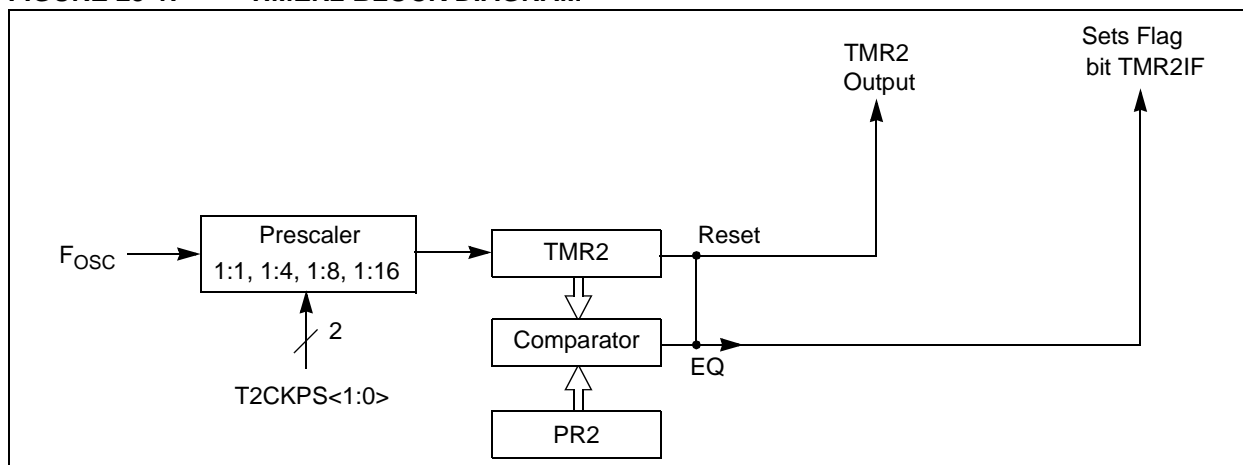 TMR2
Output
Sets Flag
bit TMR2IF
FOSC
Prescaler
1:1, 1:4, 1:8, 1:16
TMR2
Reset
2
Comparator
EQ
T2CKPS<1:0>
PR2